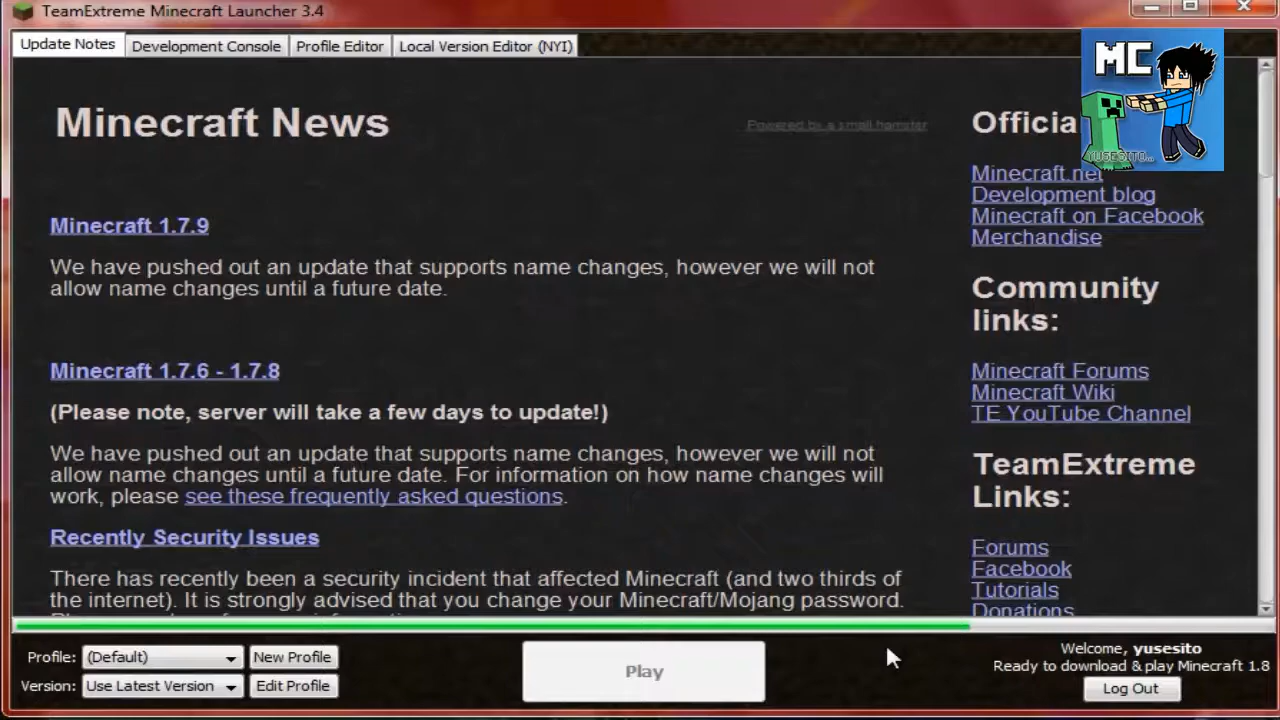 TeamExtreme Minecraft Launcher 3.4
Update Notes
Development Console
Profile Editor
Local Version Editor (NYI)
MC
YUSESITO...
Minecraft News
Powered by a small hamster
Minecraft 1.7.9
We have pushed out an update that supports name changes, however we will not
allow name changes until a future date.
Minecraft 1.7.6 - 1.7.8
(Please note, server will take a few days to update!)
We have pushed out an update that supports name changes, however we will not
allow name changes until a future date. For information on how name changes will
work, please see these frequently asked questions.
Recently Security Issues
There has recently been a security incident that affected Minecraft (and two thirds of
the internet). It is strongly advised that you change your Minecraft/Mojang password.
Officia
Minecraft.net
Development blog
Minecraft on Facebook
Merchandise
Community
links:
Minecraft Forums
Minecraft Wiki
TE YouTube Channel
TeamExtreme
Links:
Forums
Facebook
Tutorials
Donations
Profile: (Default) New Profile
Version: Use Latest Version Edit Profile
Play
Welcome, yusesito
Ready to download & play Minecraft 1.8
Log Out